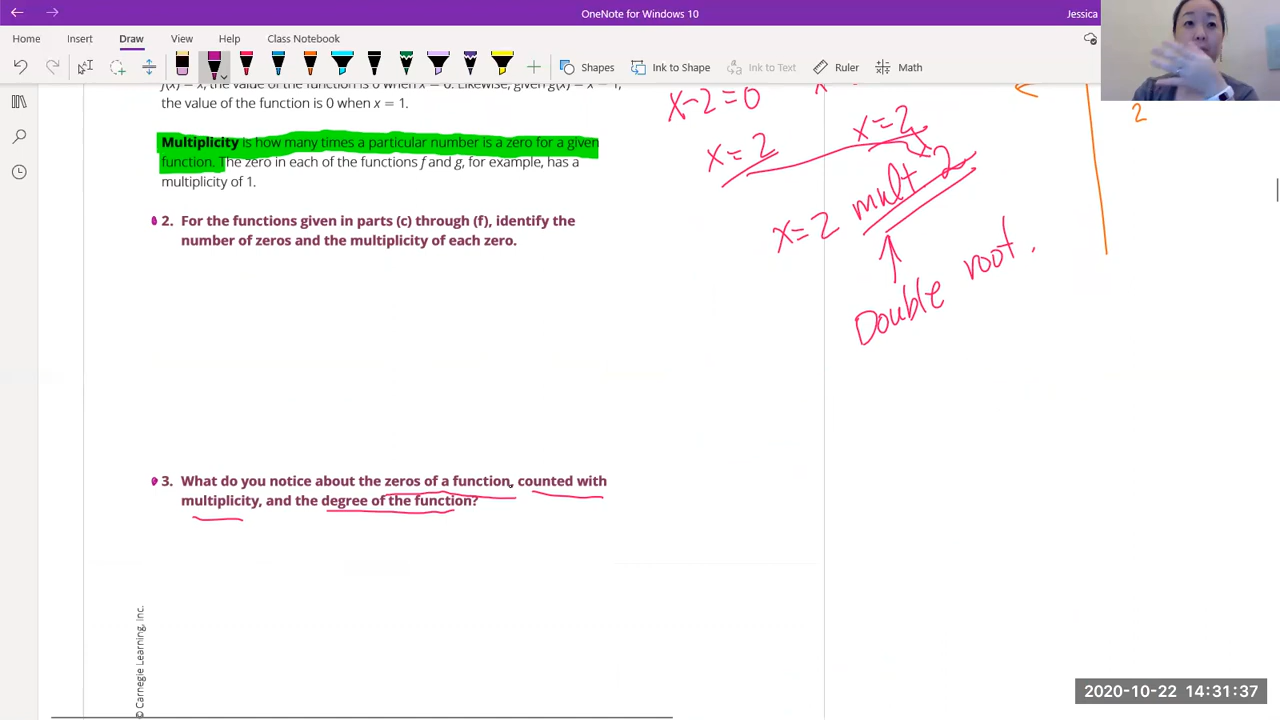 OneNote for Windows 10
Jessica
Home Insert Draw View Help Class Notebook
Shapes Ink to Shape Ink to Text Ruler Math
the value of the function is 0 when x = 1.
Multiplicity is how many times a particular number is a zero for a given
function. The zero in each of the functions f and g, for example, has a
multiplicity of 1.
2. For the functions given in parts (c) through (f), identify the
number of zeros and the multiplicity of each zero.
3. What do you notice about the zeros of a function, counted with
multiplicity, and the degree of the function?
x-2=0
x=2
x=2
x=2 mult 2
Double root.
2
© Carnegie Learning, Inc.
2020-10-22 14:31:37